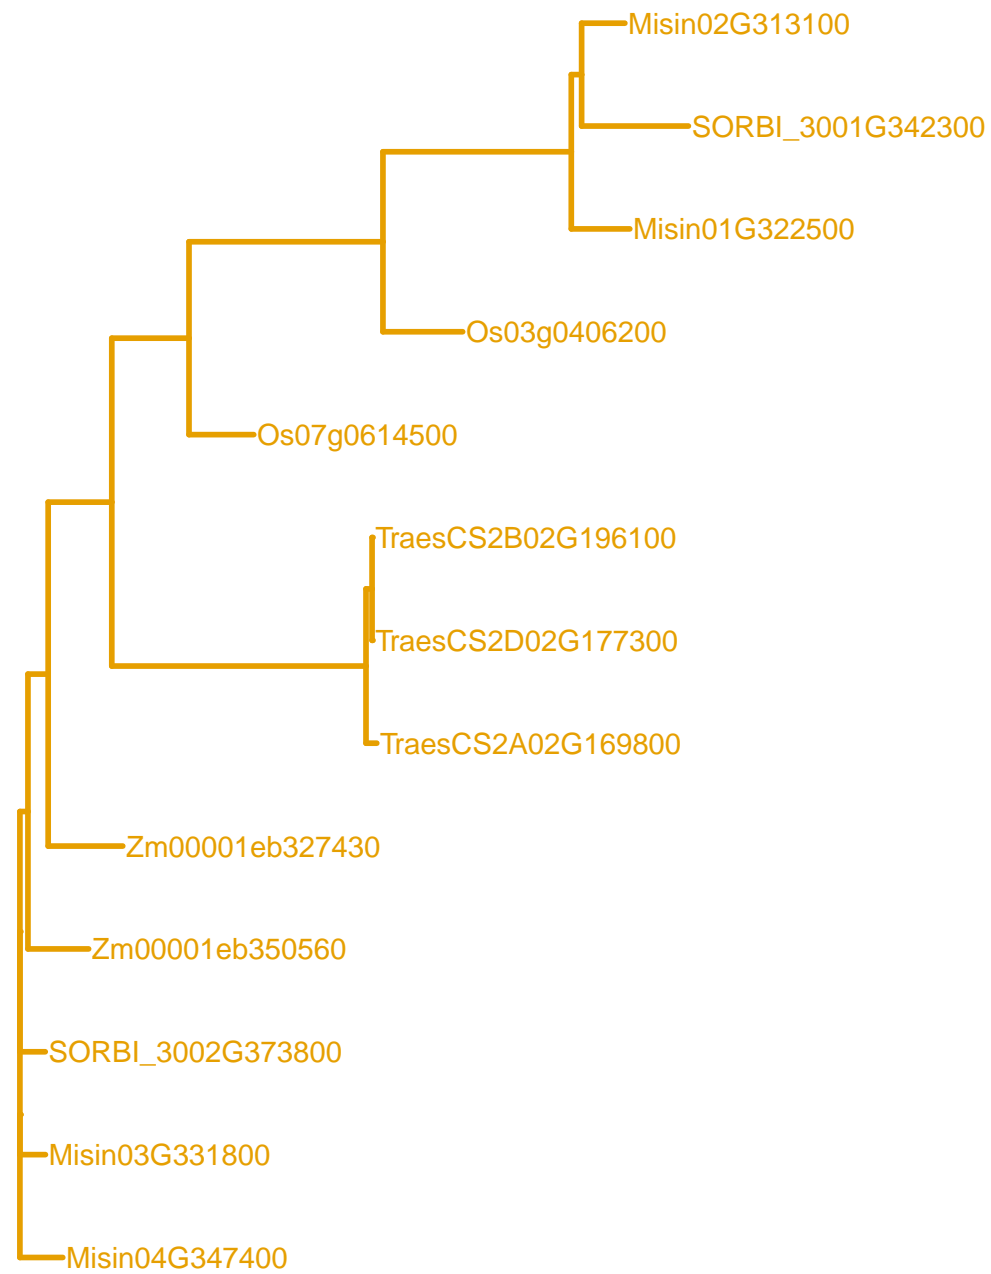 Misin02G313100
SORBI_3001G342300
Misin01G322500
Os03g0406200
Os07g0614500
TraesCS2B02G196100
TraesCS2D02G177300
TraesCS2A02G169800
Zm00001eb327430
Zm00001eb350560
SORBI_3002G373800
Misin03G331800
Misin04G347400